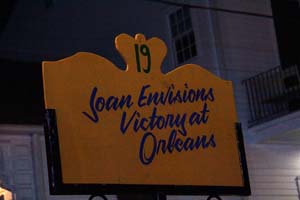 19
Joan Envisions
Victory at
Orleans